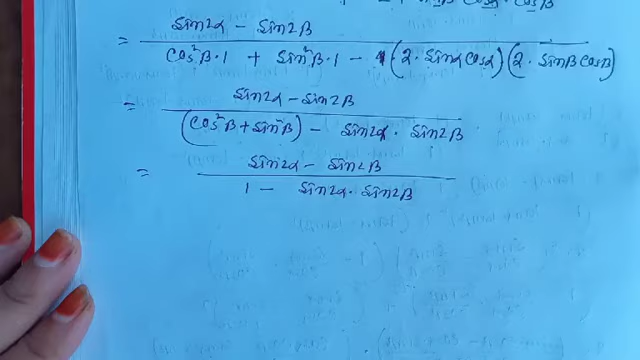 = sin2α - sin2β
cos²β·1 + sin²β·1 - (2·sinα cosα)(2·sinβ cosβ)
= sin2α - sin2β
(cos²β + sin²β) - sin2α · sin2β
= sin2α - sin2β
1 - sin2α · sin2β